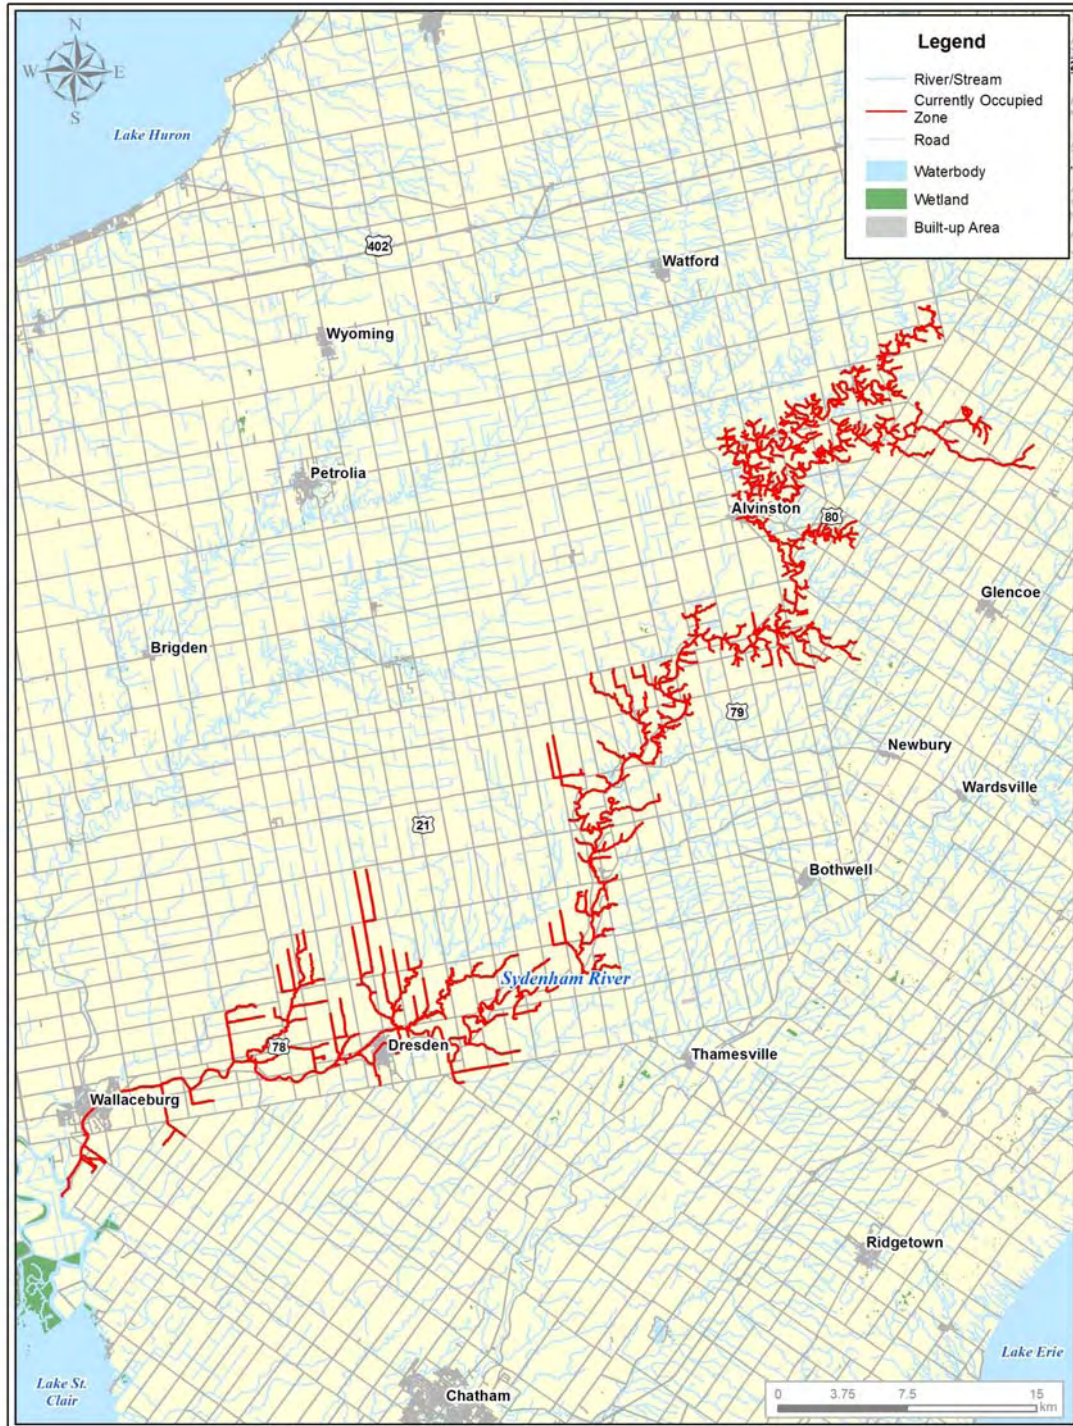 N
W E
S
Lake Huron
Legend
River/Stream
Currently Occupied
Zone
Road
Waterbody
Wetland
Built-up Area
402
Watford
Wyoming
Petrolia
Alvinston
80
Glencoe
Brigden
79
Newbury
Wardsville
21
Bothwell
Sydenham River
78
Dresden
Thamesville
Wallaceburg
Ridgetown
Lake Erie
Lake St.
Clair
Chatham
0 3.75 7.5 15
km